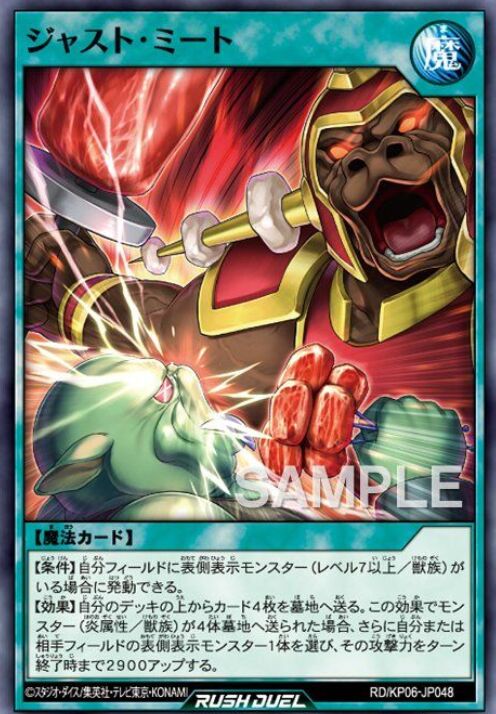 ジャスト・ミート
魔
SAMPLE
【魔法カード】
【条件】自分フィールドに表側表示モンスター(レベル7以上/獣族)が
いる場合に発動できる。
【効果】自分のデッキの上からカード4枚を墓地へ送る。この効果でモン
スター(炎属性/獣族)が4体墓地へ送られた場合、さらに自分または
相手フィールドの表側表示モンスター1体を選び、その攻撃力をターン
終了時まで2900アップする。
©スタジオ・ダイス/集英社・テレビ東京・KONAMI RUSH DUEL RD/KP06-JP048